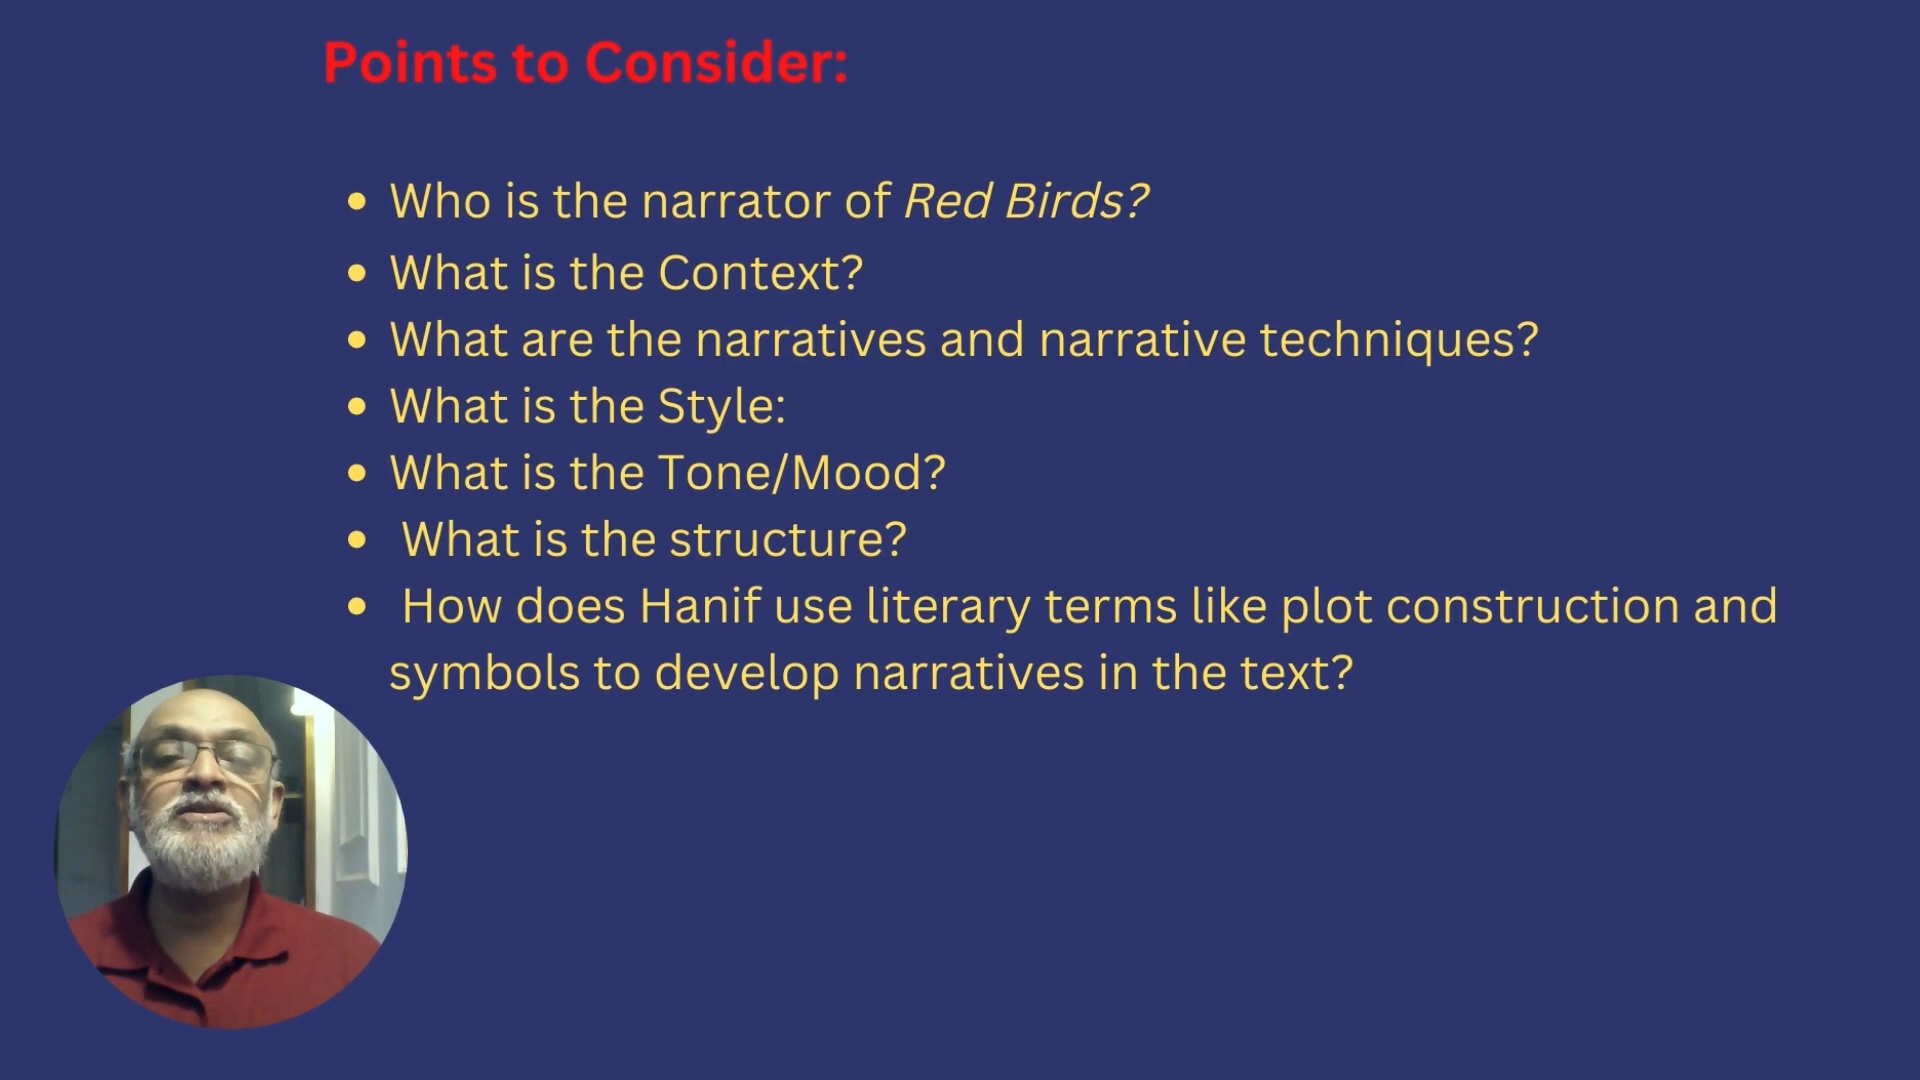 Points to Consider:
• Who is the narrator of Red Birds?
• What is the Context?
• What are the narratives and narrative techniques?
• What is the Style:
• What is the Tone/Mood?
• What is the structure?
• How does Hanif use literary terms like plot construction and
symbols to develop narratives in the text?